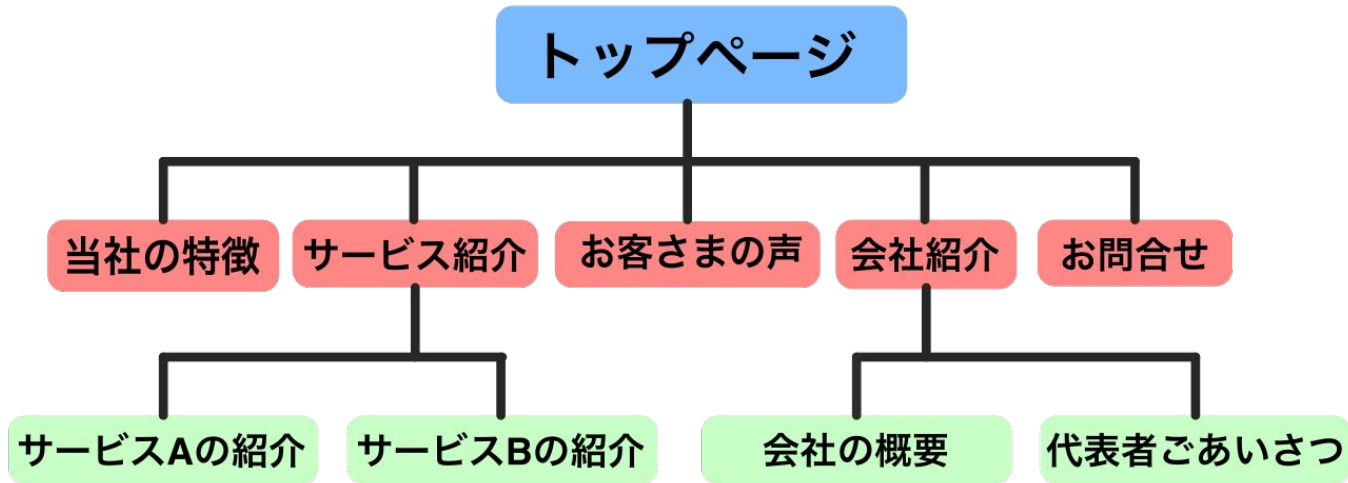 トップページ
当社の特徴
サービス紹介
お客さまの声
会社紹介
お問合せ
サービスAの紹介
サービスBの紹介
会社の概要
代表者ごあいさつ